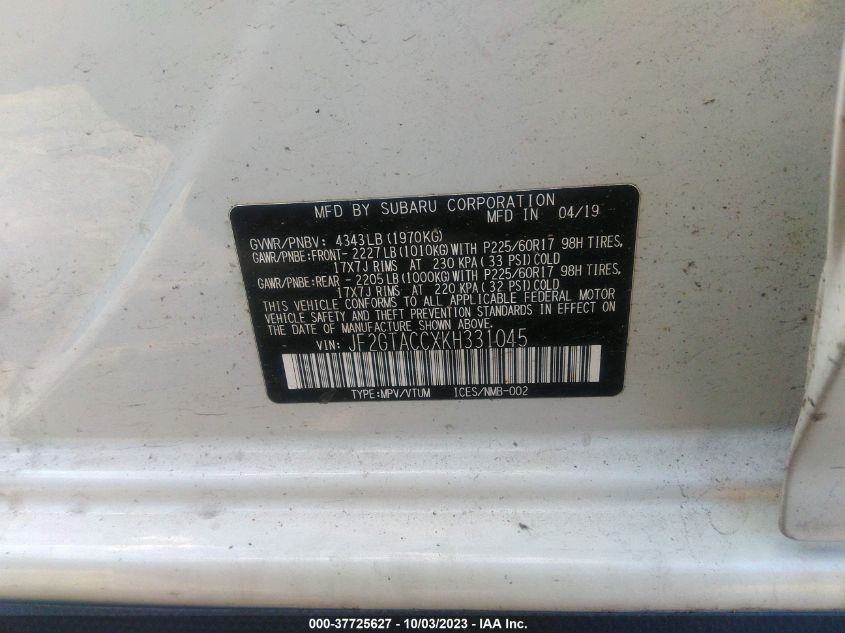 MFD BY SUBARU CORPORATION
MFD IN 04/19
GVWR/PNBV: 4343LB(1970KG)
GAWR/PNBE:FRONT-2227LB(1010KG)WITH P225/60R17 98H TIRES,
17X7J RIMS AT 230 KPA(33 PSI)COLD
GAWR/PNBE:REAR -2205LB(1000KG)WITH P225/60R17 98H TIRES,
17X7J RIMS AT 220 KPA(32 PSI)COLD
THIS VEHICLE CONFORMS TO ALL APPLICABLE FEDERAL MOTOR
VEHICLE SAFETY AND THEFT PREVENTION STANDARDS IN EFFECT ON
THE DATE OF MANUFACTURE SHOWN ABOVE.
VIN: JF2GTACCXKH331045
TYPE:MPV/VTUM ICES/NMB-002
000-37725627 - 10/03/2023 - IAA Inc.